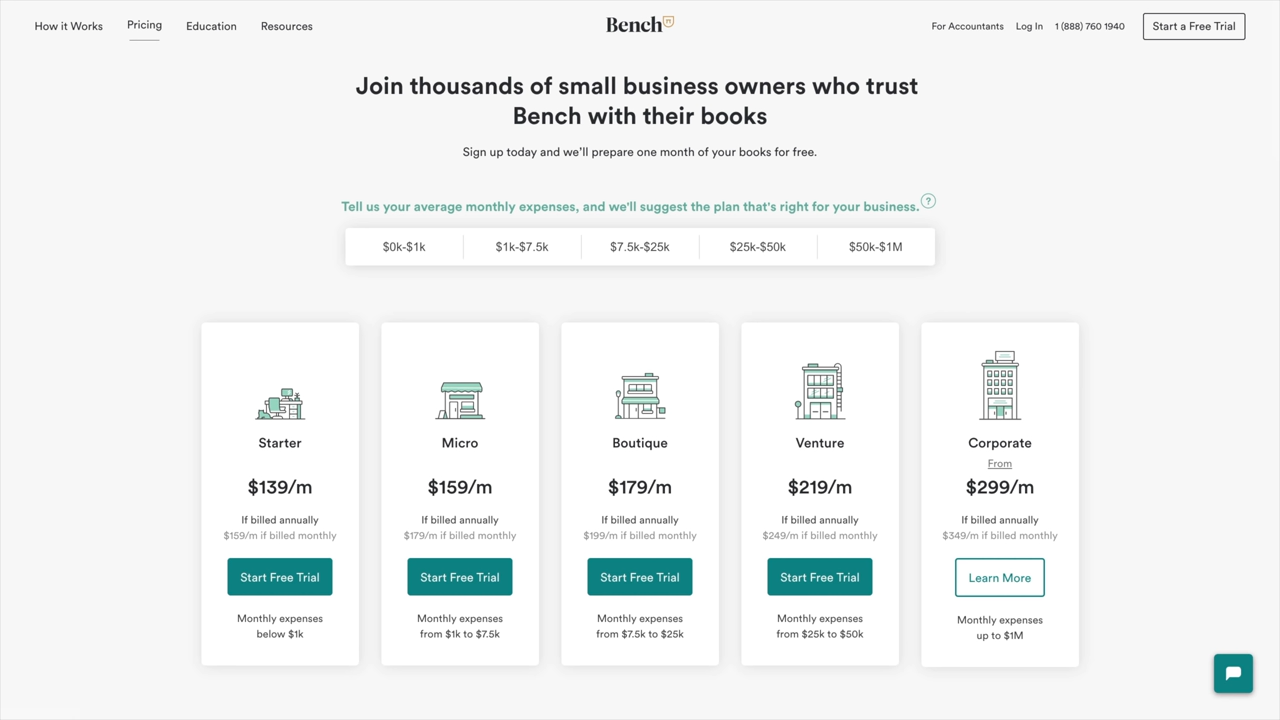 How it Works
Pricing
Education
Resources
Bench
For Accountants
Log In
1 (888) 760 1940
Start a Free Trial
Join thousands of small business owners who trust
Bench with their books
Sign up today and we'll prepare one month of your books for free.
Tell us your average monthly expenses, and we'll suggest the plan that's right for your business. ?
$0k-$1k
$1k-$7.5k
$7.5k-$25k
$25k-$50k
$50k-$1M
Starter
$139/m
If billed annually
$159/m if billed monthly
Start Free Trial
Monthly expenses
below $1k
Micro
$159/m
If billed annually
$179/m if billed monthly
Start Free Trial
Monthly expenses
from $1k to $7.5k
Boutique
$179/m
If billed annually
$199/m if billed monthly
Start Free Trial
Monthly expenses
from $7.5k to $25k
Venture
$219/m
If billed annually
$249/m if billed monthly
Start Free Trial
Monthly expenses
from $25k to $50k
Corporate
From
$299/m
If billed annually
$349/m if billed monthly
Learn More
Monthly expenses
up to $1M